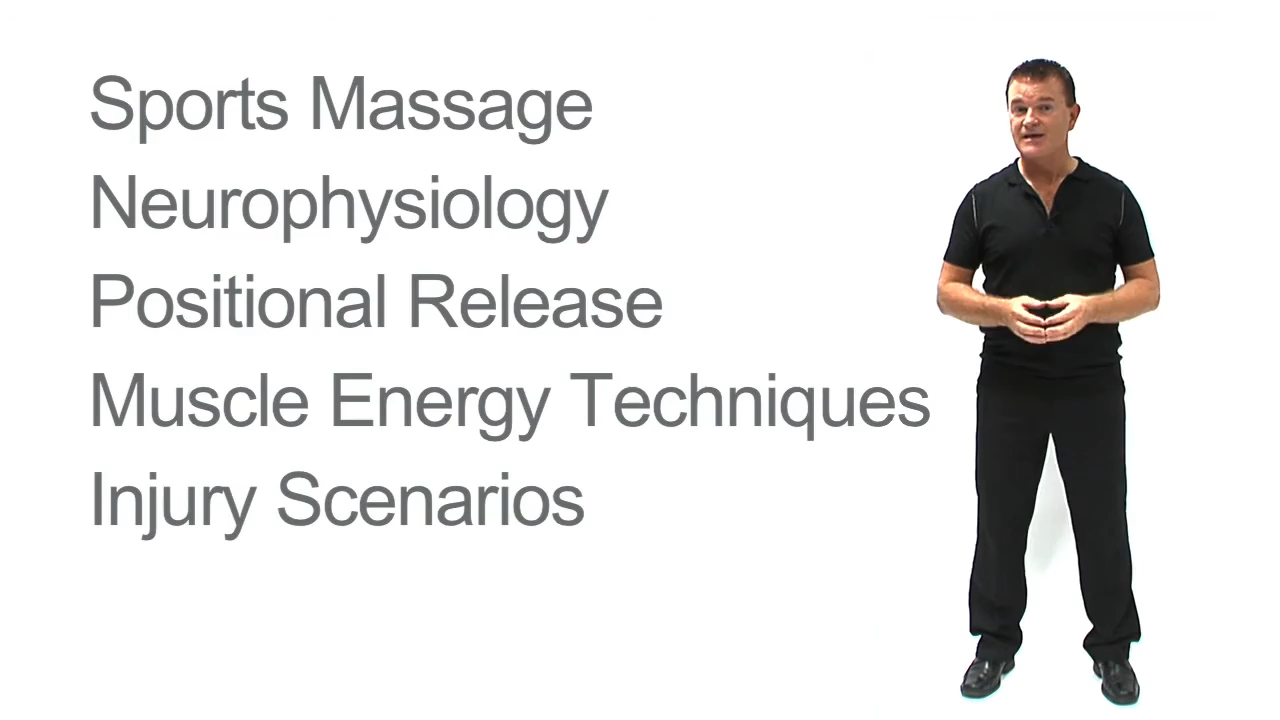 Sports Massage
Neurophysiology
Positional Release
Muscle Energy Techniques
Injury Scenarios